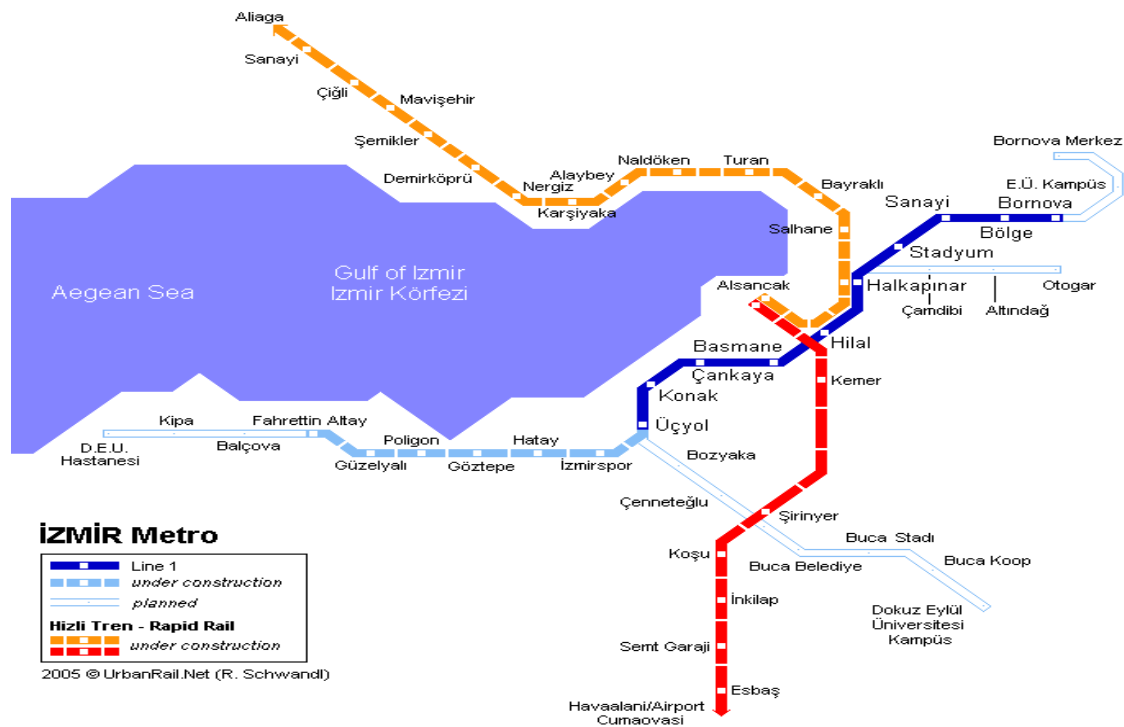 Aliaga
Sanayi
Çiğli
Mavişehir
Şemikler
Demirköprü
Nergiz
Karşiyaka
Alaybey
Naldöken
Turan
Bayraklı
Salhane
Bornova Merkez
E.Ü. Kampüs
Sanayi
Bornova
Bölge
Stadyum
Halkapınar
Otogar
Çamdibi
Altındağ
Aegean Sea
Gulf of Izmir
Izmir Körfezi
Alsancak
Hilal
Basmane
Çankaya
Kemer
Konak
Üçyol
Kipa
Fahrettin Altay
D.E.U.
Hastanesi
Balçova
Poligon
Hatay
Güzelyalı
Göztepe
İzmirspor
Bozyaka
Çenneteğlu
Şirinyer
Koşu
Buca Belediye
Buca Stadı
Buca Koop
Dokuz Eylül
Üniversitesi
Kampüs
İnkilap
Semt Garaji
Esbaş
Havaalani/Airport
Cumaovasi
İZMİR Metro
Line 1
under construction
planned
Hizli Tren - Rapid Rail
under construction
2005 © UrbanRail.Net (R. Schwandl)